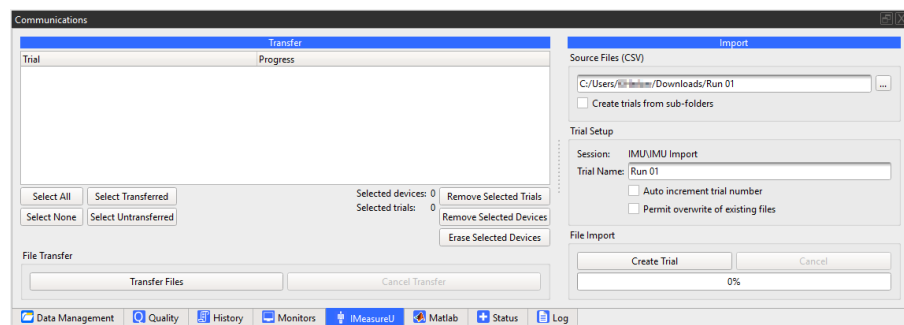 Communications
Transfer
Trial Progress
Select All Select Transferred
Select None Select Untransferred
Selected devices: 0
Selected trials: 0
Remove Selected Trials
Remove Selected Devices
Erase Selected Devices
File Transfer
Transfer Files Cancel Transfer
Import
Source Files (CSV)
C:/Users/ /Downloads/Run 01 ...
Create trials from sub-folders
Trial Setup
Session: IMU\IMU Import
Trial Name: Run 01
Auto increment trial number
Permit overwrite of existing files
File Import
Create Trial Cancel
0%
Data Management Quality History Monitors IMeasureU Matlab Status Log